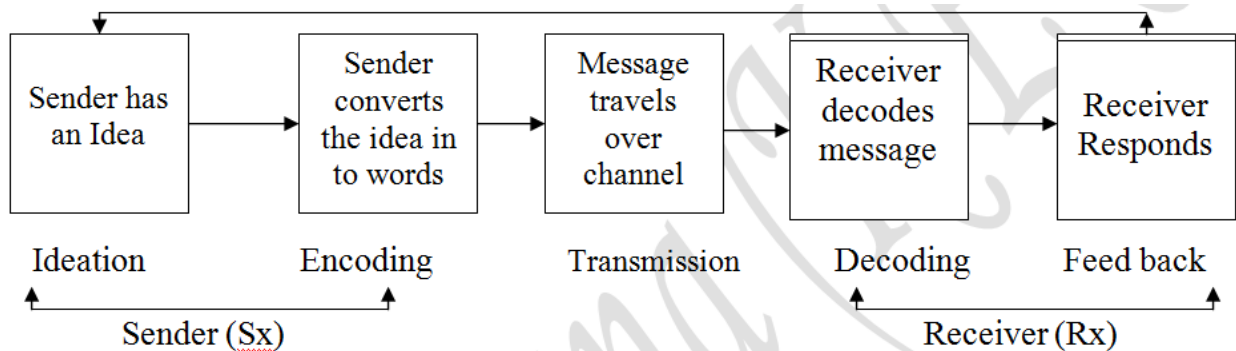 Sender has
an Idea
Sender
converts
the idea in
to words
Message
travels
over
channel
Receiver
decodes
message
Receiver
Responds
Ideation
Encoding
Transmission
Decoding
Feed back
Sender (Sx)
Receiver (Rx)